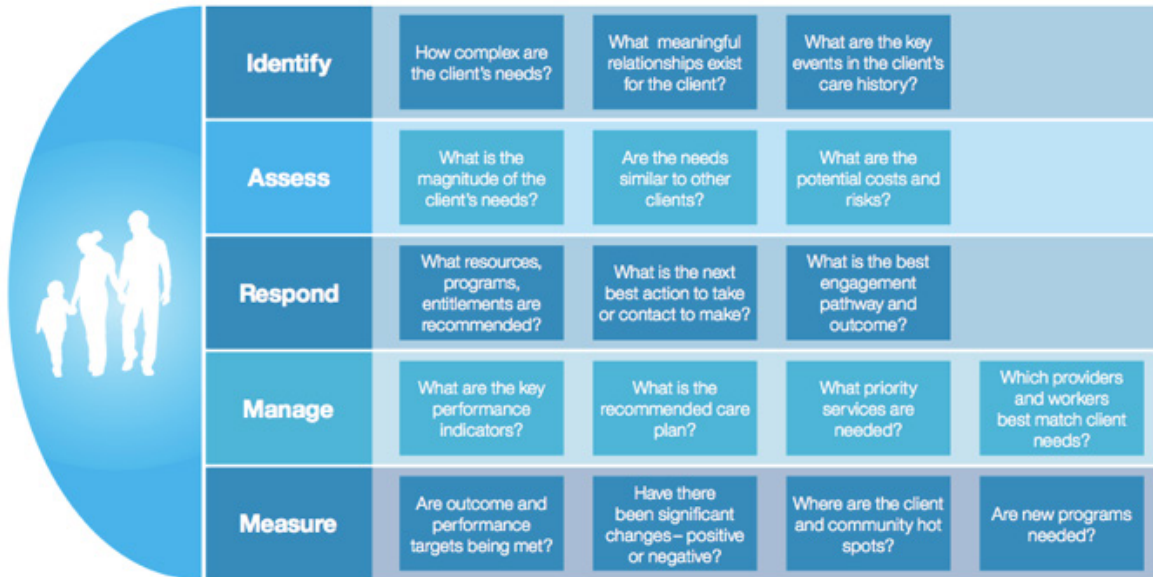 Identify
How complex are
the client's needs?
What meaningful
relationships exist
for the client?
What are the key
events in the client's
care history?
Assess
What is the
magnitude of the
client's needs?
Are the needs
similar to other
clients?
What are the
potential costs and
risks?
Respond
What resources,
programs,
entitlements are
recommended?
What is the next
best action to take
or contact to make?
What is the best
engagement
pathway and
outcome?
Manage
What are the key
performance
indicators?
What is the
recommended care
plan?
What priority
services are
needed?
Which providers
and workers
best match client
needs?
Measure
Are outcome and
performance
targets being met?
Have there
been significant
changes – positive
or negative?
Where are the client
and community hot
spots?
Are new programs
needed?